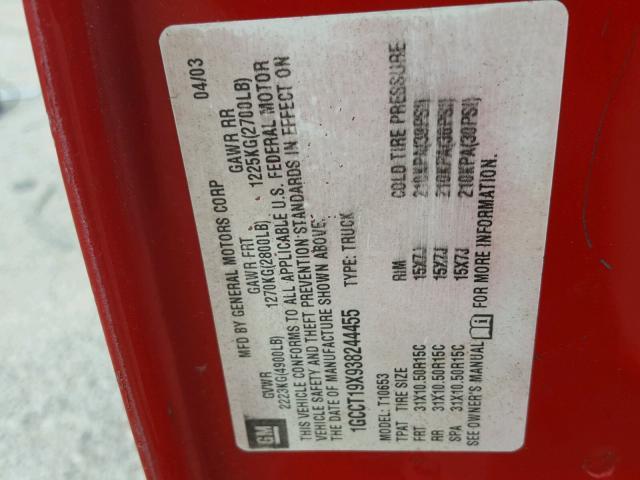 GM
MFD BY GENERAL MOTORS CORP 04/03
GVWR GAWR FRT GAWR RR
2223KG(4900LB) 1270KG(2800LB) 1225KG(2700LB)
THIS VEHICLE CONFORMS TO ALL APPLICABLE U.S. FEDERAL MOTOR
VEHICLE SAFETY AND THEFT PREVENTION STANDARDS IN EFFECT ON
THE DATE OF MANUFACTURE SHOWN ABOVE.
1GCCT19X938244455 TYPE: TRUCK
MODEL: T10653
TPAT TIRE SIZE RIM COLD TIRE PRESSURE
FRT 31X10.50R15C 15X7J 210KPA(30PSI)
RR 31X10.50R15C 15X7J 210KPA(30PSI)
SPA 31X10.50R15C 15X7J 210KPA(30PSI)
SEE OWNER'S MANUAL FOR MORE INFORMATION.